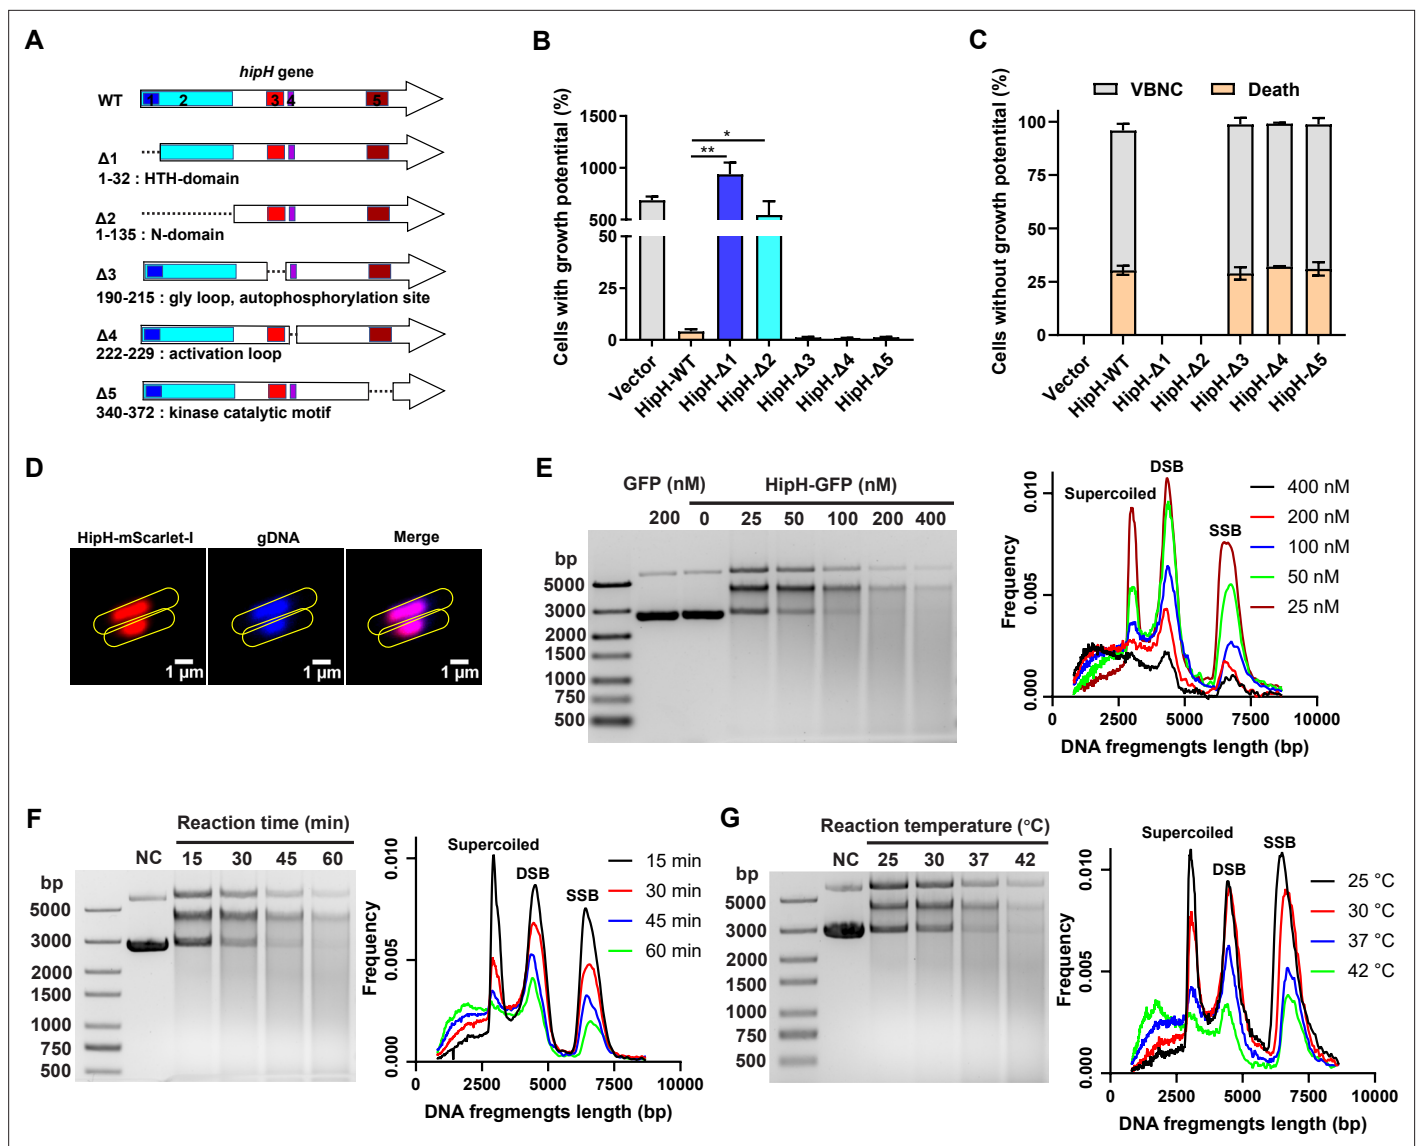 A
hipH gene
WT 1 2 3 4 5
Δ1
1-32 : HTH-domain
Δ2
1-135 : N-domain
Δ3
190-215 : gly loop, autophosphorylation site
Δ4
222-229 : activation loop
Δ5
340-372 : kinase catalytic motif
B
Cells with growth potentital (%)
1500
1000
500
50
25
0
Vector
HipH-WT
HipH-Δ1
HipH-Δ2
HipH-Δ3
HipH-Δ4
HipH-Δ5
*
**
C
VBNC Death
Cells without growth potential (%)
100
75
50
25
0
Vector
HipH-WT
HipH-Δ1
HipH-Δ2
HipH-Δ3
HipH-Δ4
HipH-Δ5
D
HipH-mScarlet-I gDNA Merge
1 µm 1 µm 1 µm
E
GFP (nM) HipH-GFP (nM)
200 0 25 50 100 200 400
bp
5000
3000
2000
1500
1000
750
500
Frequency
0.010
0.005
0.000
Supercoiled
DSB
SSB
400 nM
200 nM
100 nM
50 nM
25 nM
0 2500 5000 7500 10000
DNA fregmengts length (bp)
F
Reaction time (min)
NC 15 30 45 60
bp
5000
3000
2000
1500
1000
750
500
Frequency
0.010
0.005
0.000
Supercoiled
DSB
SSB
15 min
30 min
45 min
60 min
0 2500 5000 7500 10000
DNA fregmengts length (bp)
G
Reaction temperature (°C)
NC 25 30 37 42
bp
5000
3000
2000
1500
1000
750
500
Frequency
0.010
0.005
0.000
Supercoiled
DSB
SSB
25 °C
30 °C
37 °C
42 °C
0 2500 5000 7500 10000
DNA fregmengts length (bp)